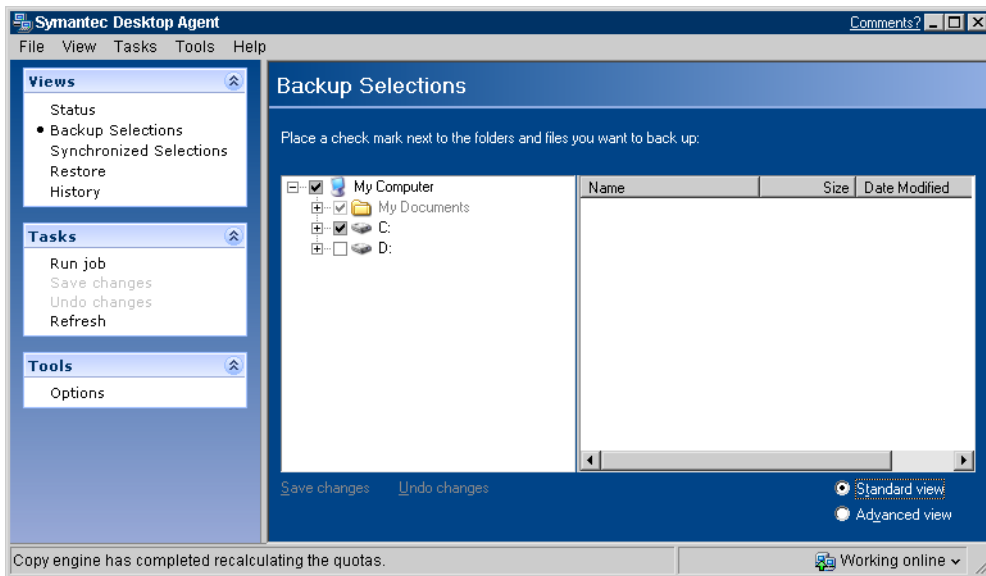 Symantec Desktop Agent
Comments?
File View Tasks Tools Help
Views
Status
Backup Selections
Synchronized Selections
Restore
History
Tasks
Run job
Save changes
Undo changes
Refresh
Tools
Options
Backup Selections
Place a check mark next to the folders and files you want to back up:
My Computer
My Documents
C:
D:
Name Size Date Modified
Save changes Undo changes
Standard view
Advanced view
Copy engine has completed recalculating the quotas.
Working online